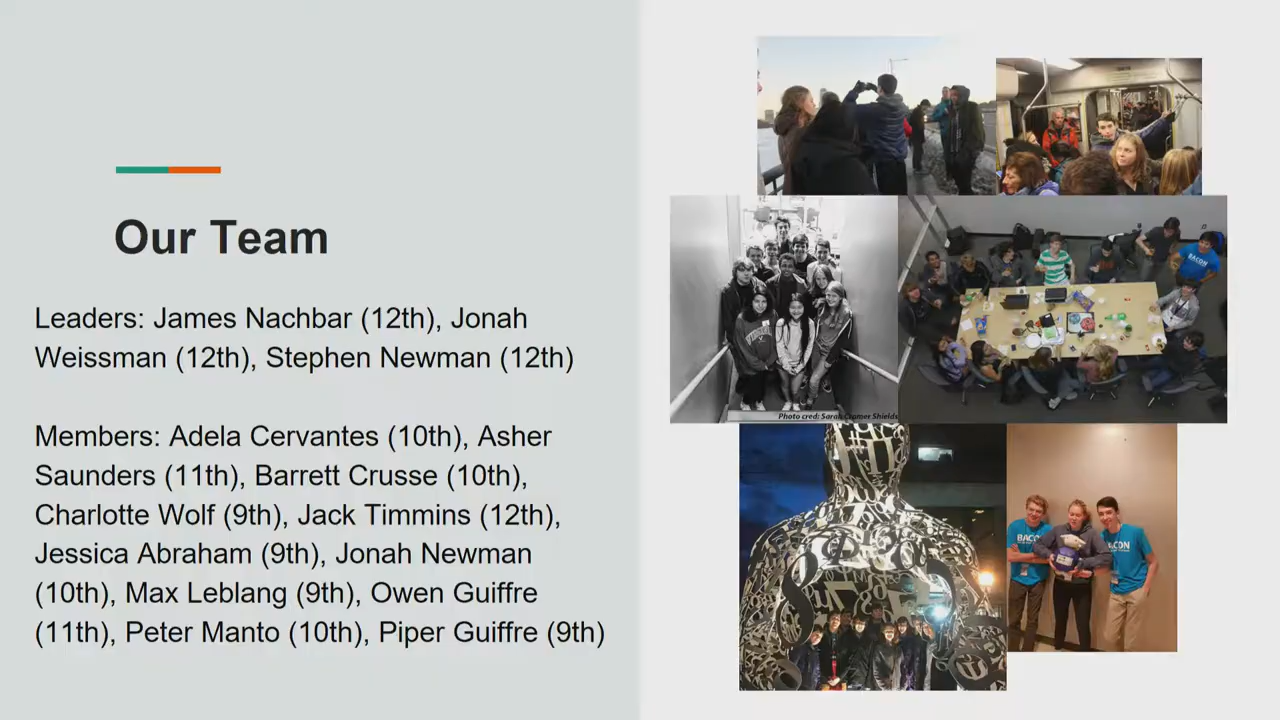 Our Team
Leaders: James Nachbar (12th), Jonah
Weissman (12th), Stephen Newman (12th)
Members: Adela Cervantes (10th), Asher
Saunders (11th), Barrett Crusse (10th),
Charlotte Wolf (9th), Jack Timmins (12th),
Jessica Abraham (9th), Jonah Newman
(10th), Max Leblang (9th), Owen Guiffre
(11th), Peter Manto (10th), Piper Guiffre (9th)
BACON
Photo cred: Sarah Cramer Shields
BACON
BACON